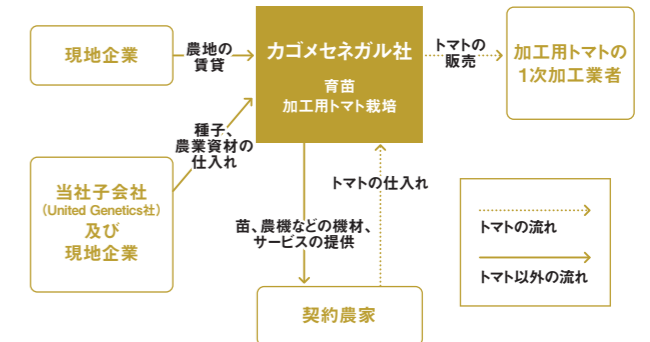 現地企業
農地の
賃貸
カゴメセネガル社
育苗
加工用トマト栽培
トマトの
販売
加工用トマトの
1次加工業者
種子、
農業資材の
仕入れ
当社子会社
（United Genetics社）
及び
現地企業
苗、農機などの機材、
サービスの提供
トマトの仕入れ
契約農家
トマトの流れ
トマト以外の流れ